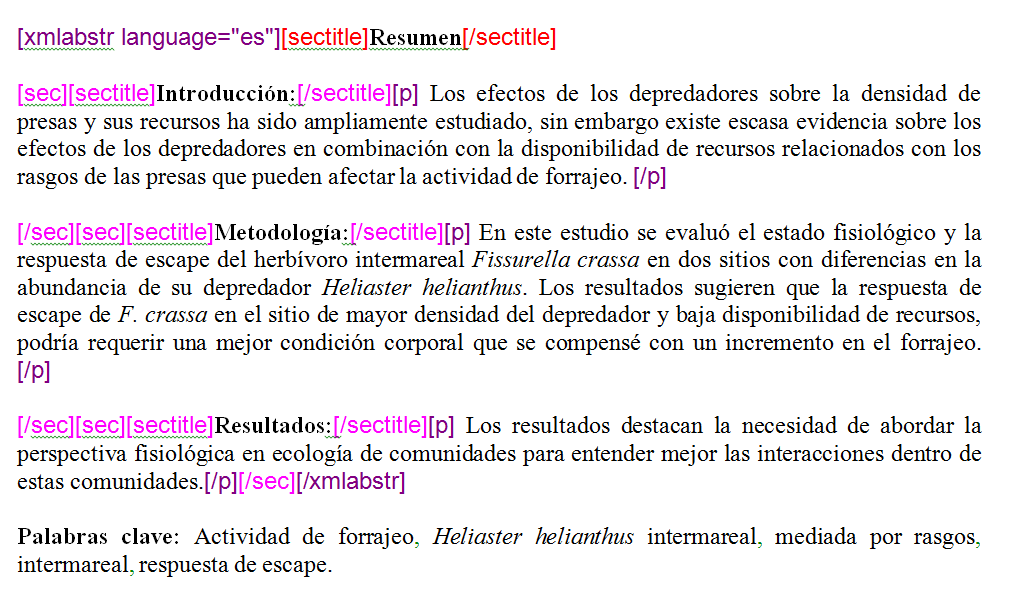 [xmlabstr language="es"][sectitle]Resumen[/sectitle]
[sec][sectitle]Introducción:[/sectitle][p] Los efectos de los depredadores sobre la densidad de
presas y sus recursos ha sido ampliamente estudiado, sin embargo existe escasa evidencia sobre los
efectos de los depredadores en combinación con la disponibilidad de recursos relacionados con los
rasgos de las presas que pueden afectar la actividad de forrajeo. [/p]
[/sec][sec][sectitle]Metodología:[/sectitle][p] En este estudio se evaluó el estado fisiológico y la
respuesta de escape del herbívoro intermareal Fissurella crassa en dos sitios con diferencias en la
abundancia de su depredador Heliaster helianthus. Los resultados sugieren que la respuesta de
escape de F. crassa en el sitio de mayor densidad del depredador y baja disponibilidad de recursos,
podría requerir una mejor condición corporal que se compensé con un incremento en el forrajeo.
[/p]
[/sec][sec][sectitle]Resultados:[/sectitle][p] Los resultados destacan la necesidad de abordar la
perspectiva fisiológica en ecología de comunidades para entender mejor las interacciones dentro de
estas comunidades.[/p][/sec][/xmlabstr]
Palabras clave: Actividad de forrajeo, Heliaster helianthus intermareal, mediada por rasgos,
intermareal, respuesta de escape.